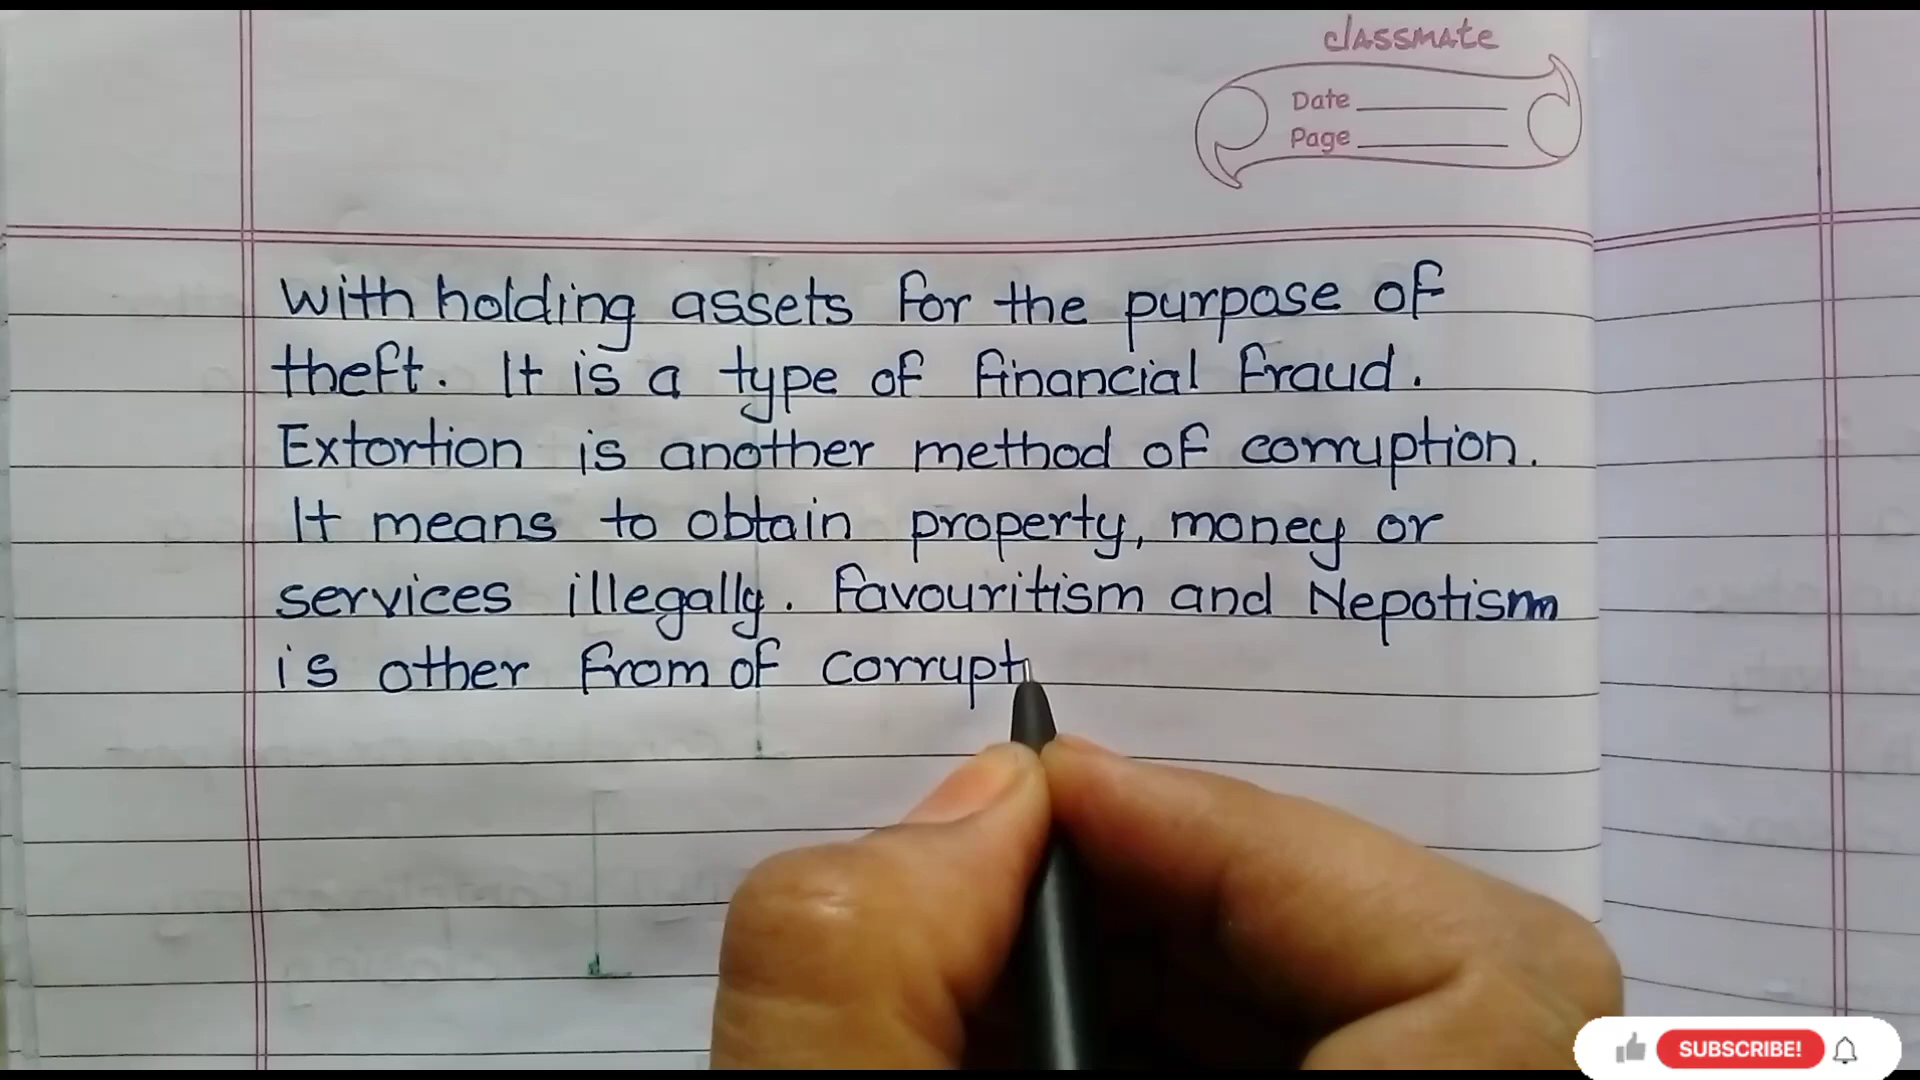 classmate
Date
Page
with holding assets for the purpose of
theft. It is a type of financial fraud.
Extortion is another method of corruption.
It means to obtain property, money or
services illegally. Favouritism and Nepotism
is other from of corrupt
SUBSCRIBE!